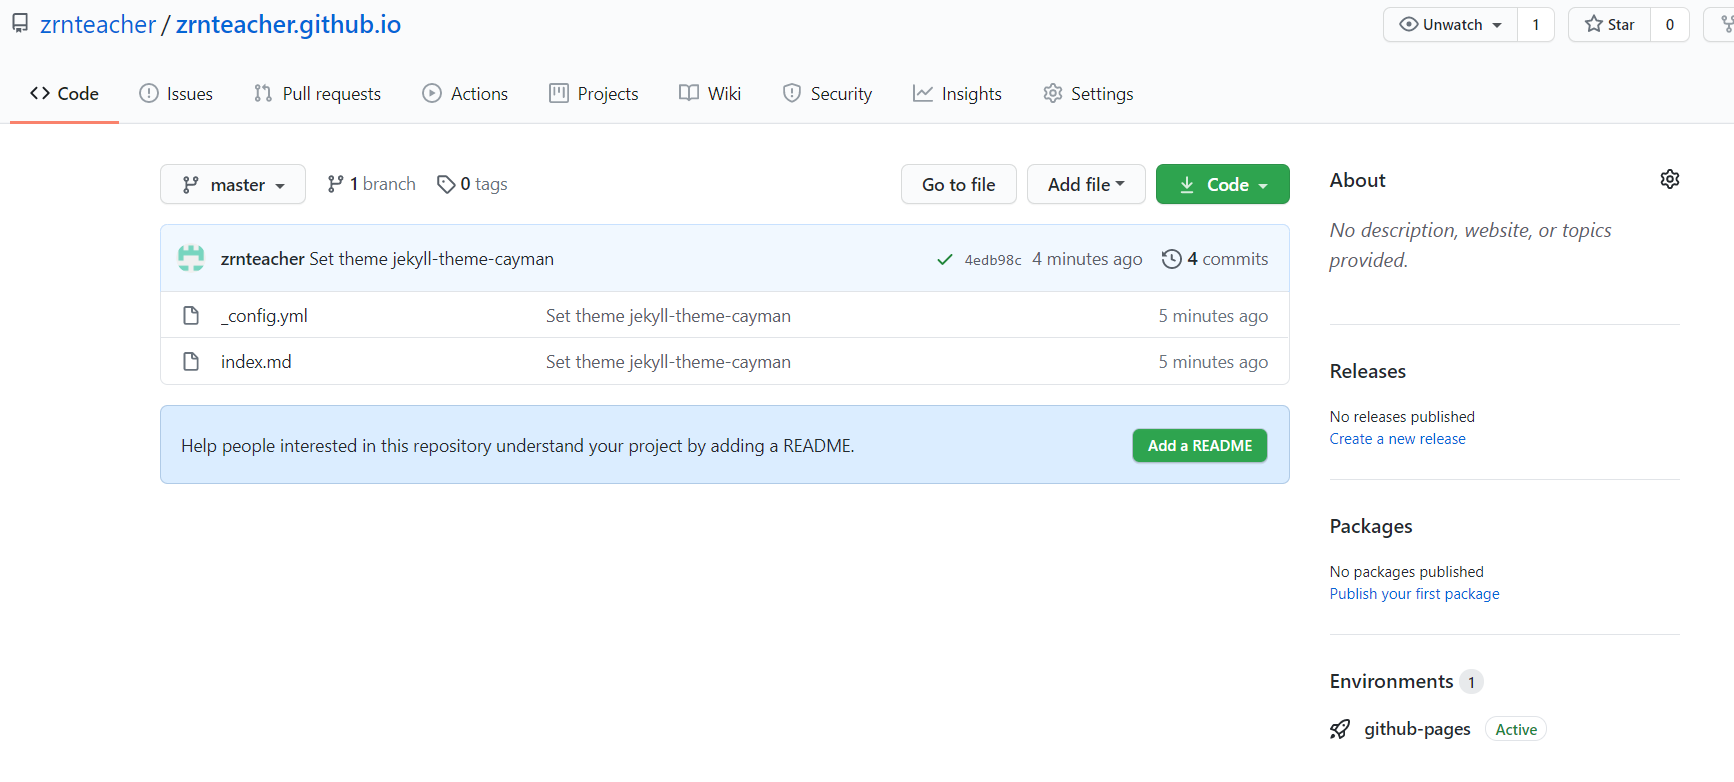 zrnteacher / zrnteacher.github.io
Unwatch 1 Star 0
Code Issues Pull requests Actions Projects Wiki Security Insights Settings
master 1 branch 0 tags Go to file Add file Code
zrnteacher Set theme jekyll-theme-cayman 4edb98c 4 minutes ago 4 commits
_config.yml Set theme jekyll-theme-cayman 5 minutes ago
index.md Set theme jekyll-theme-cayman 5 minutes ago
Help people interested in this repository understand your project by adding a README. Add a README
About
No description, website, or topics
provided.
Releases
No releases published
Create a new release
Packages
No packages published
Publish your first package
Environments 1
github-pages Active